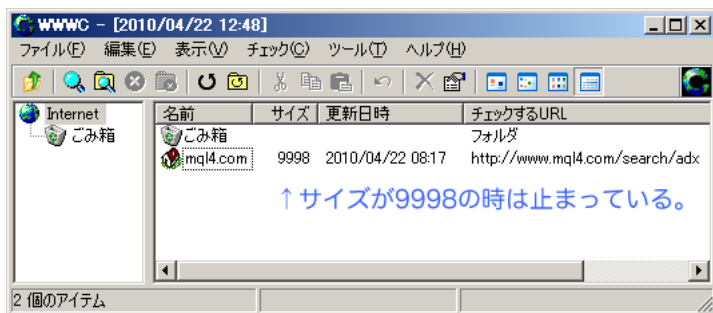 WWWC - [2010/04/22 12:48]
ファイル(F) 編集(E) 表示(V) チェック(C) ツール(T) ヘルプ(H)
Internet
ごみ箱
名前 サイズ 更新日時 チェックするURL
ごみ箱 フォルダ
mql4.com 9998 2010/04/22 08:17 http://www.mql4.com/search/adx
↑サイズが9998の時は止まっている。
2 個のアイテム